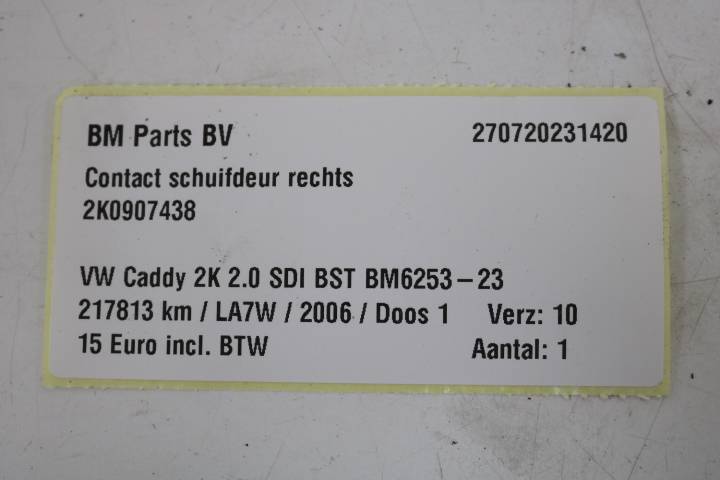 BM Parts BV 270720231420
Contact schuifdeur rechts
2K0907438
VW Caddy 2K 2.0 SDI BST BM6253-23
217813 km / LA7W / 2006 / Doos 1 Verz: 10
15 Euro incl. BTW Aantal: 1